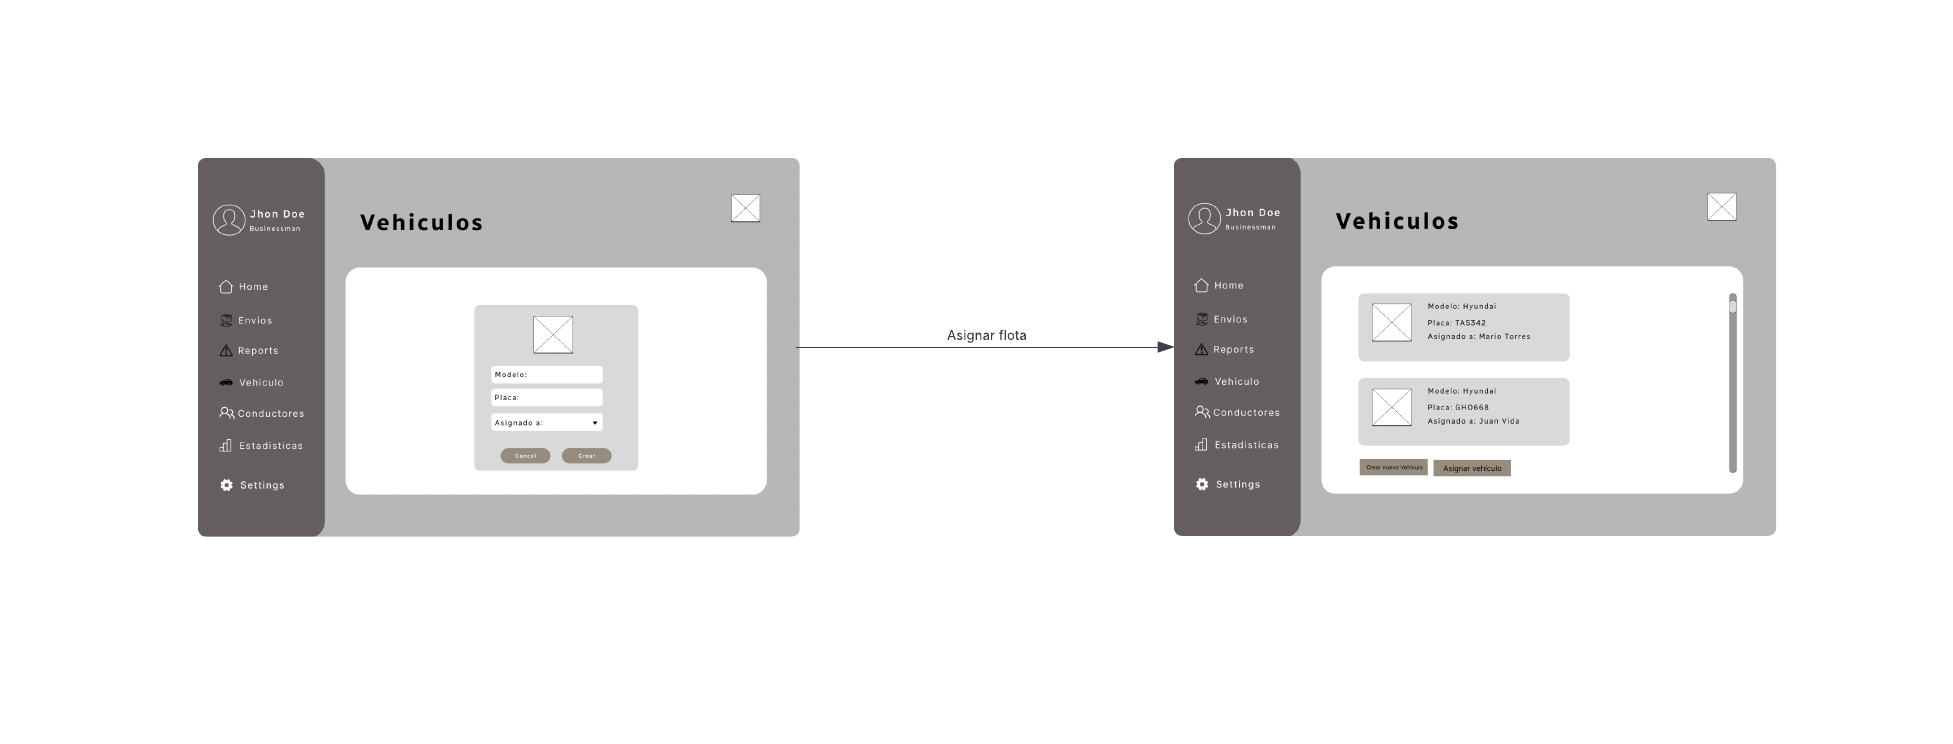 Jhon Doe
Businessman
Home
Envios
Reports
Vehiculo
Conductores
Estadisticas
Settings
Vehiculos
Modelo:
Placa:
Asignado a:
Cancel
Crear
Asignar flota
Jhon Doe
Businessman
Home
Envios
Reports
Vehiculo
Conductores
Estadisticas
Settings
Vehiculos
Modelo: Hyundai
Placa: TAS342
Asignado a: Mario Torres
Modelo: Hyundai
Placa: GHO668
Asignado a: Juan Vida
Crear nuevo Vehículo
Asignar vehículo